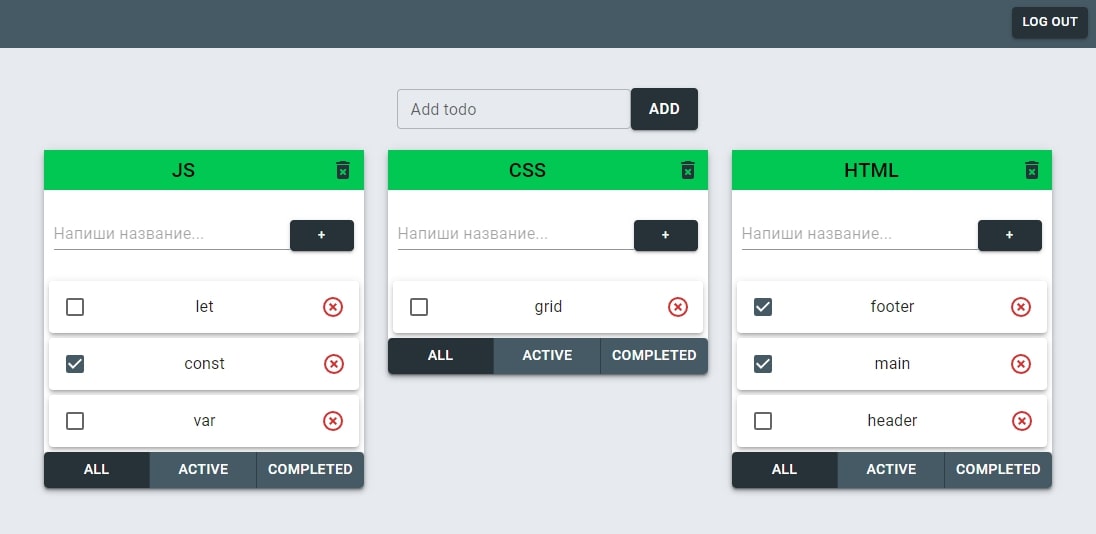 LOG OUT
Add todo
ADD
JS
Напиши название...
+
let
const
var
ALL
ACTIVE
COMPLETED
CSS
Напиши название...
+
grid
ALL
ACTIVE
COMPLETED
HTML
Напиши название...
+
footer
main
header
ALL
ACTIVE
COMPLETED